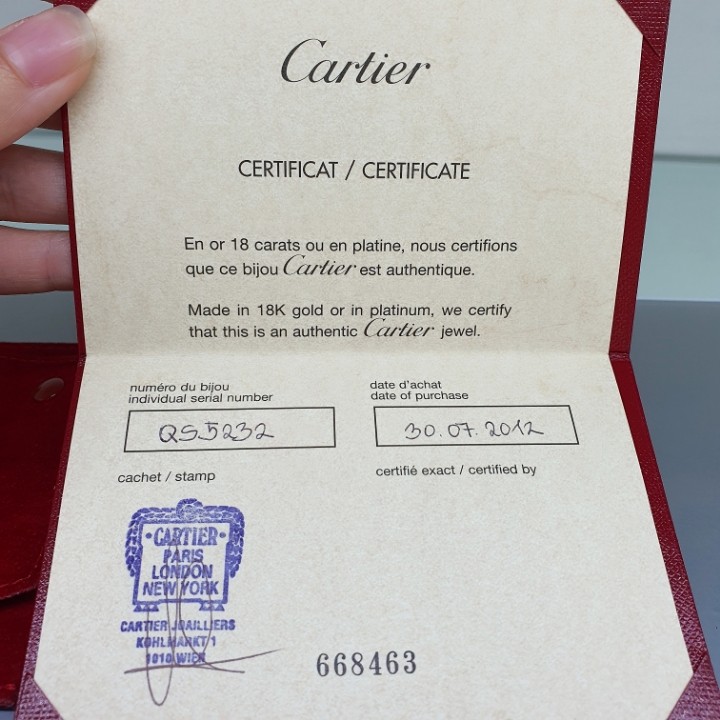 Cartier
CERTIFICAT / CERTIFICATE
En or 18 carats ou en platine, nous certifions
que ce bijou Cartier est authentique.
Made in 18K gold or in platinum, we certify
that this is an authentic Cartier jewel.
numéro du bijou
individual serial number
QS5232
date d'achat
date of purchase
30.07.2012
cachet / stamp
certifié exact / certified by
·CARTIER·
PARIS
LONDON
NEW YORK
CARTIER JOAILLIERS
KOHLMARKT 1
1010 WIEN
668463